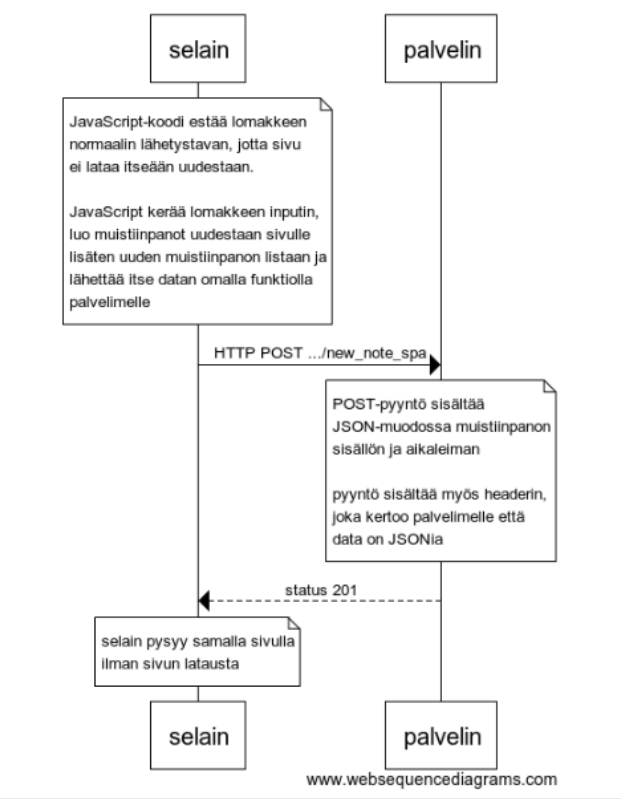 selain
palvelin
JavaScript-koodi estää lomakkeen
normaalin lähetystavan, jotta sivu
ei lataa itseään uudestaan.
JavaScript kerää lomakkeen inputin,
luo muistiinpanot uudestaan sivulle
lisäten uuden muistiinpanon listaan ja
lähettää itse datan omalla funktiolla
palvelimelle
HTTP POST .../new_note_spa
POST-pyyntö sisältää
JSON-muodossa muistiinpanon
sisällön ja aikaleiman
pyyntö sisältää myös headerin,
joka kertoo palvelimelle että
data on JSONia
status 201
selain pysyy samalla sivulla
ilman sivun latausta
selain
palvelin
www.websequencediagrams.com